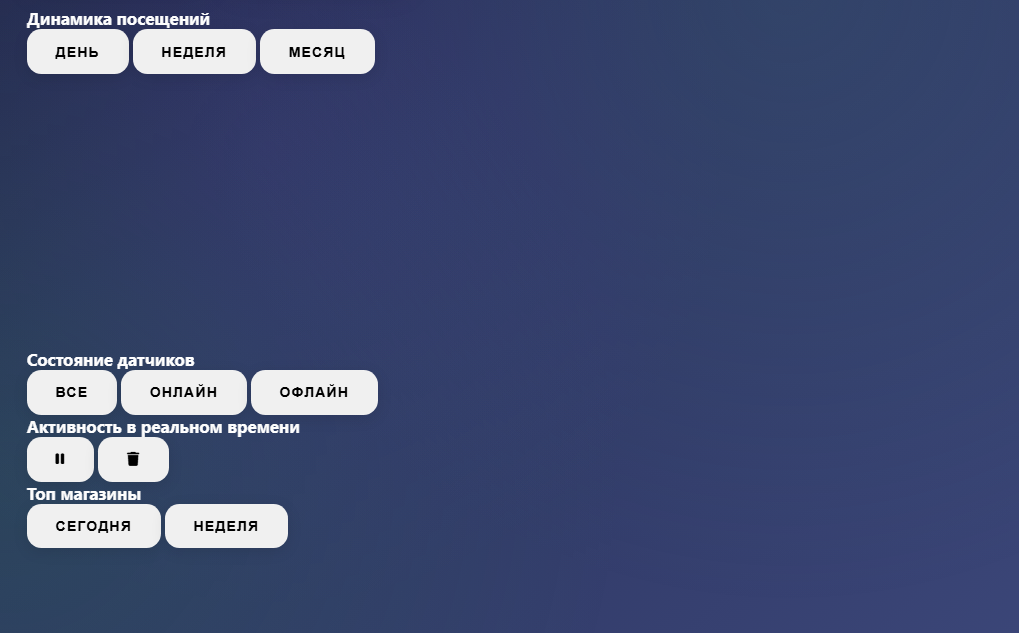 Динамика посещений
ДЕНЬ НЕДЕЛЯ МЕСЯЦ
Состояние датчиков
ВСЕ ОНЛАЙН ОФЛАЙН
Активность в реальном времени
Топ магазины
СЕГОДНЯ НЕДЕЛЯ